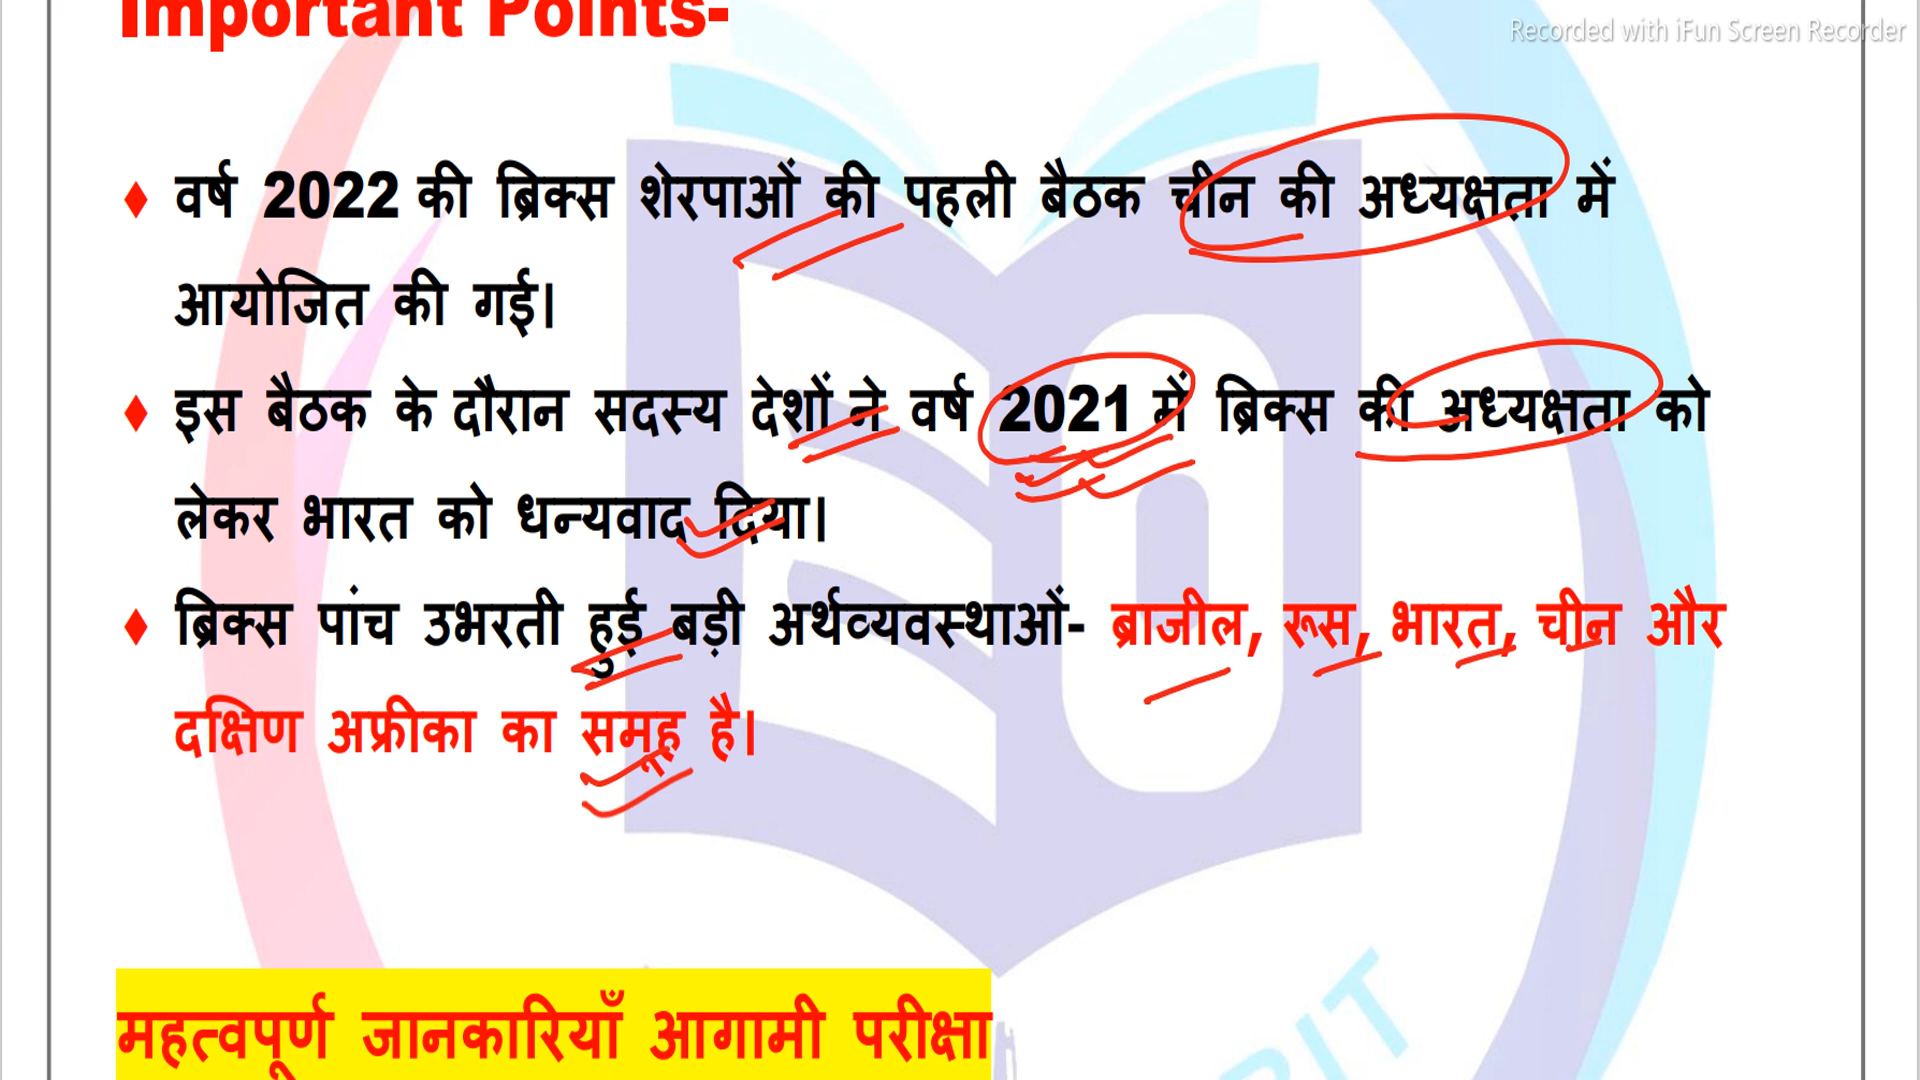 Important Points-
Recorded with iFun Screen Recorder
♦ वर्ष 2022 की ब्रिक्स शेरपाओं की पहली बैठक चीन की अध्यक्षता में
आयोजित की गई।
♦ इस बैठक के दौरान सदस्य देशों ने वर्ष 2021 में ब्रिक्स की अध्यक्षता को
लेकर भारत को धन्यवाद दिया।
♦ ब्रिक्स पांच उभरती हुई बड़ी अर्थव्यवस्थाओं- ब्राजील, रूस, भारत, चीन और
दक्षिण अफ्रीका का समूह है।
महत्वपूर्ण जानकारियाँ आगामी परीक्षा